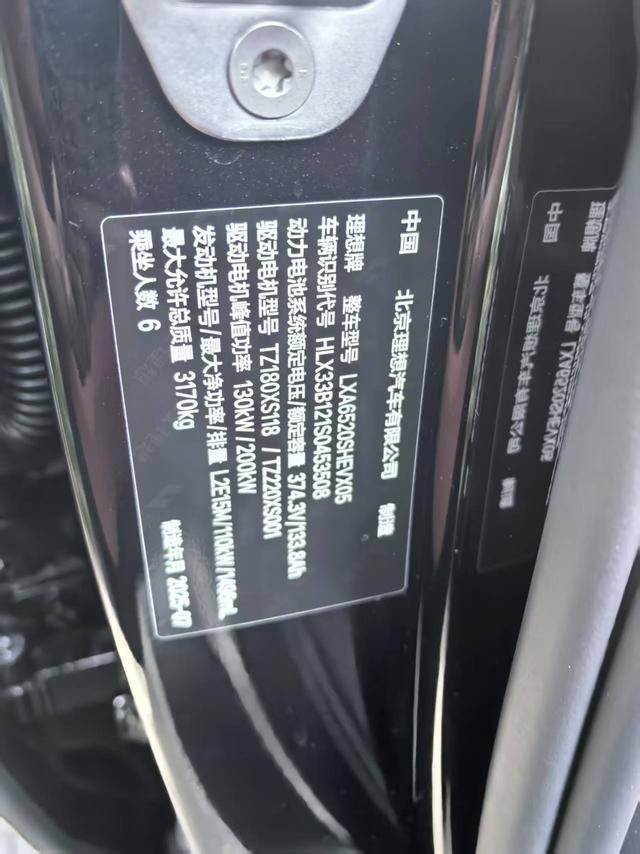 中国 北京理想汽车有限公司 制造
理想牌 整车型号 LXA6520SHEVX05
车辆识别代号 HLX33B121S0453508
动力电池系统额定电压/额定容量 374.3V/133.8Ah
驱动电机型号 TZ180XS118 /TZ220XS001
驱动电机峰值功率 130kW/200kW
发动机型号/最大净功率/排量 L2E15M/110kW/1496mL
最大允许总质量 3170kg
乘坐人数 6 制造年月 2025-07